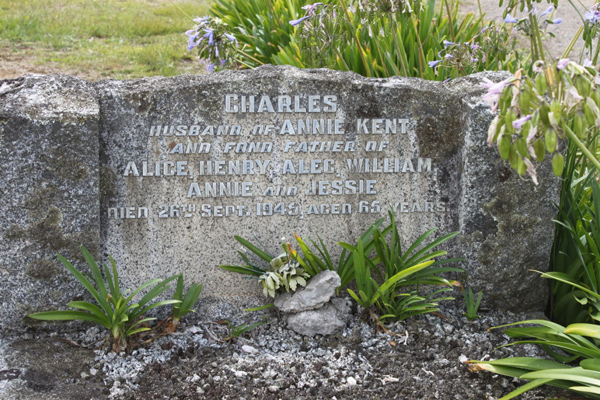 CHARLES
HUSBAND OF ANNIE KENT
AND FOND FATHER OF
ALICE, HENRY, ALEC, WILLIAM,
ANNIE AND JESSIE
DIED 26TH SEPT. 1945, AGED 65 YEARS.